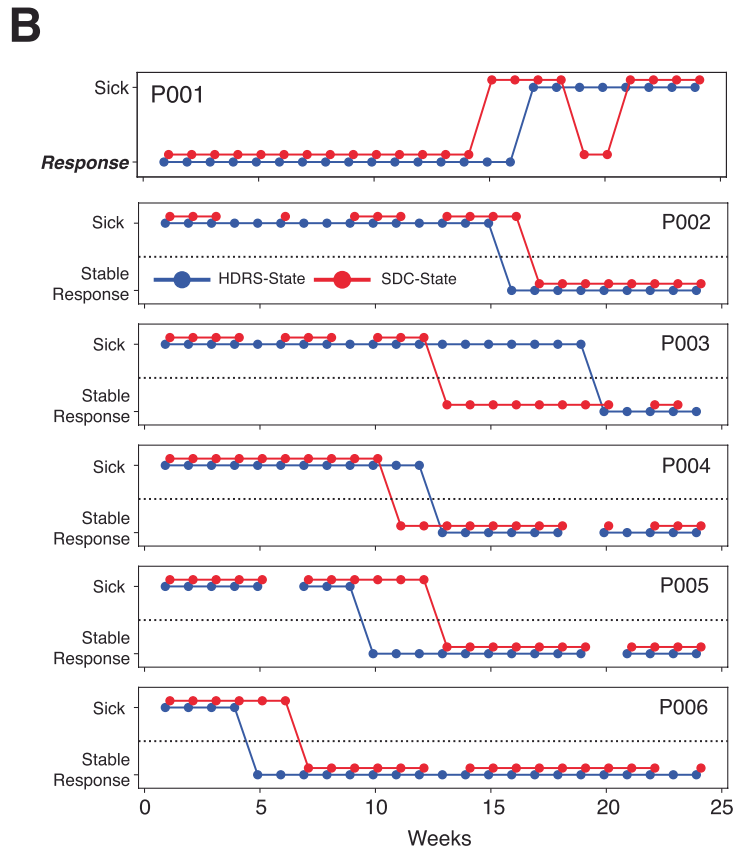 B
Sick
P001
Response
Sick
P002
Stable
Response
HDRS-State
SDC-State
Sick
P003
Stable
Response
Sick
P004
Stable
Response
Sick
P005
Stable
Response
Sick
P006
Stable
Response
0 5 10 15 20 25
Weeks